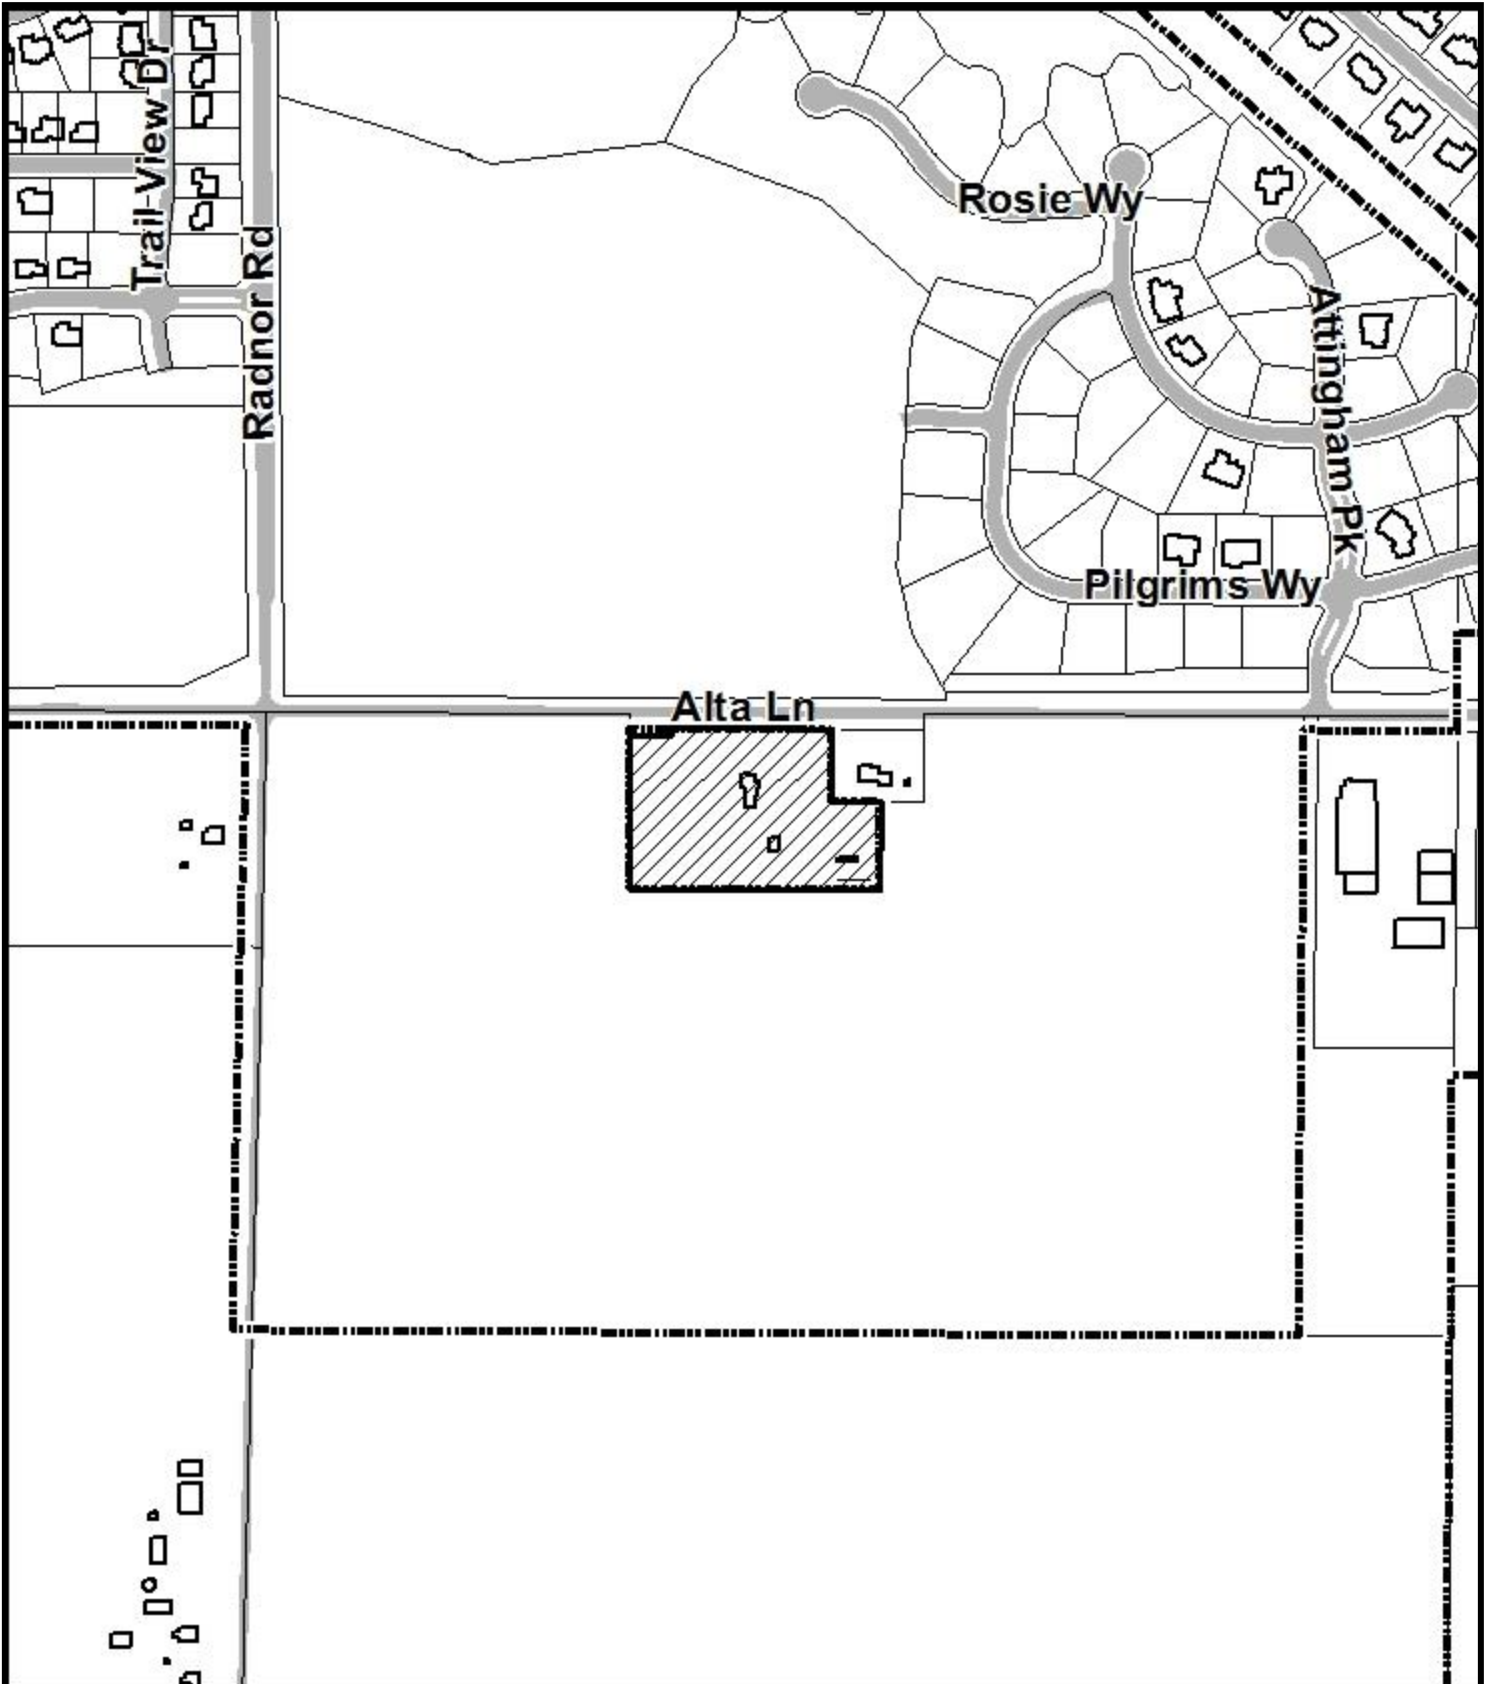 Trail View Dr
Radnor Rd
Rosie Wy
Attingham Pk
Pilgrims Wy
Alta Ln